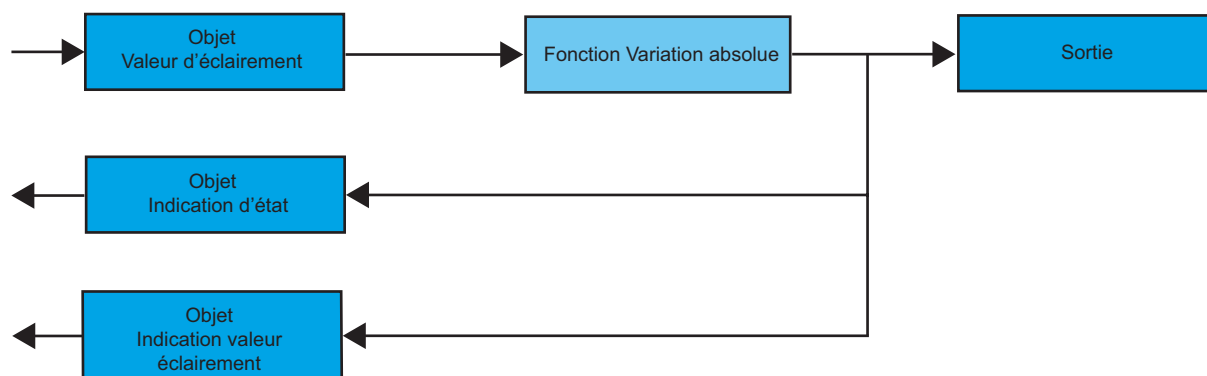 Objet
Valeur d’éclairement
Fonction Variation absolue
Sortie
Objet
Indication d’état
Objet
Indication valeur
éclairement